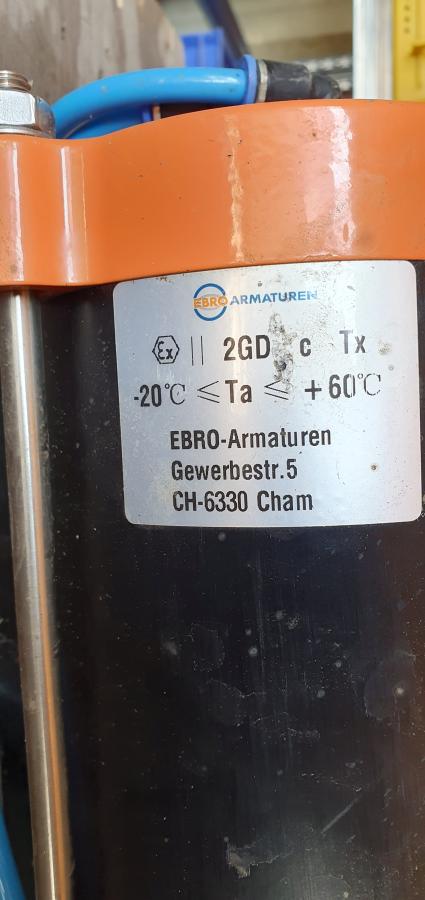 EBRO ARMATUREN
Ex II 2GD c Tx
-20°C ≤ Ta ≤ +60°C
EBRO-Armaturen
Gewerbestr.5
CH-6330 Cham